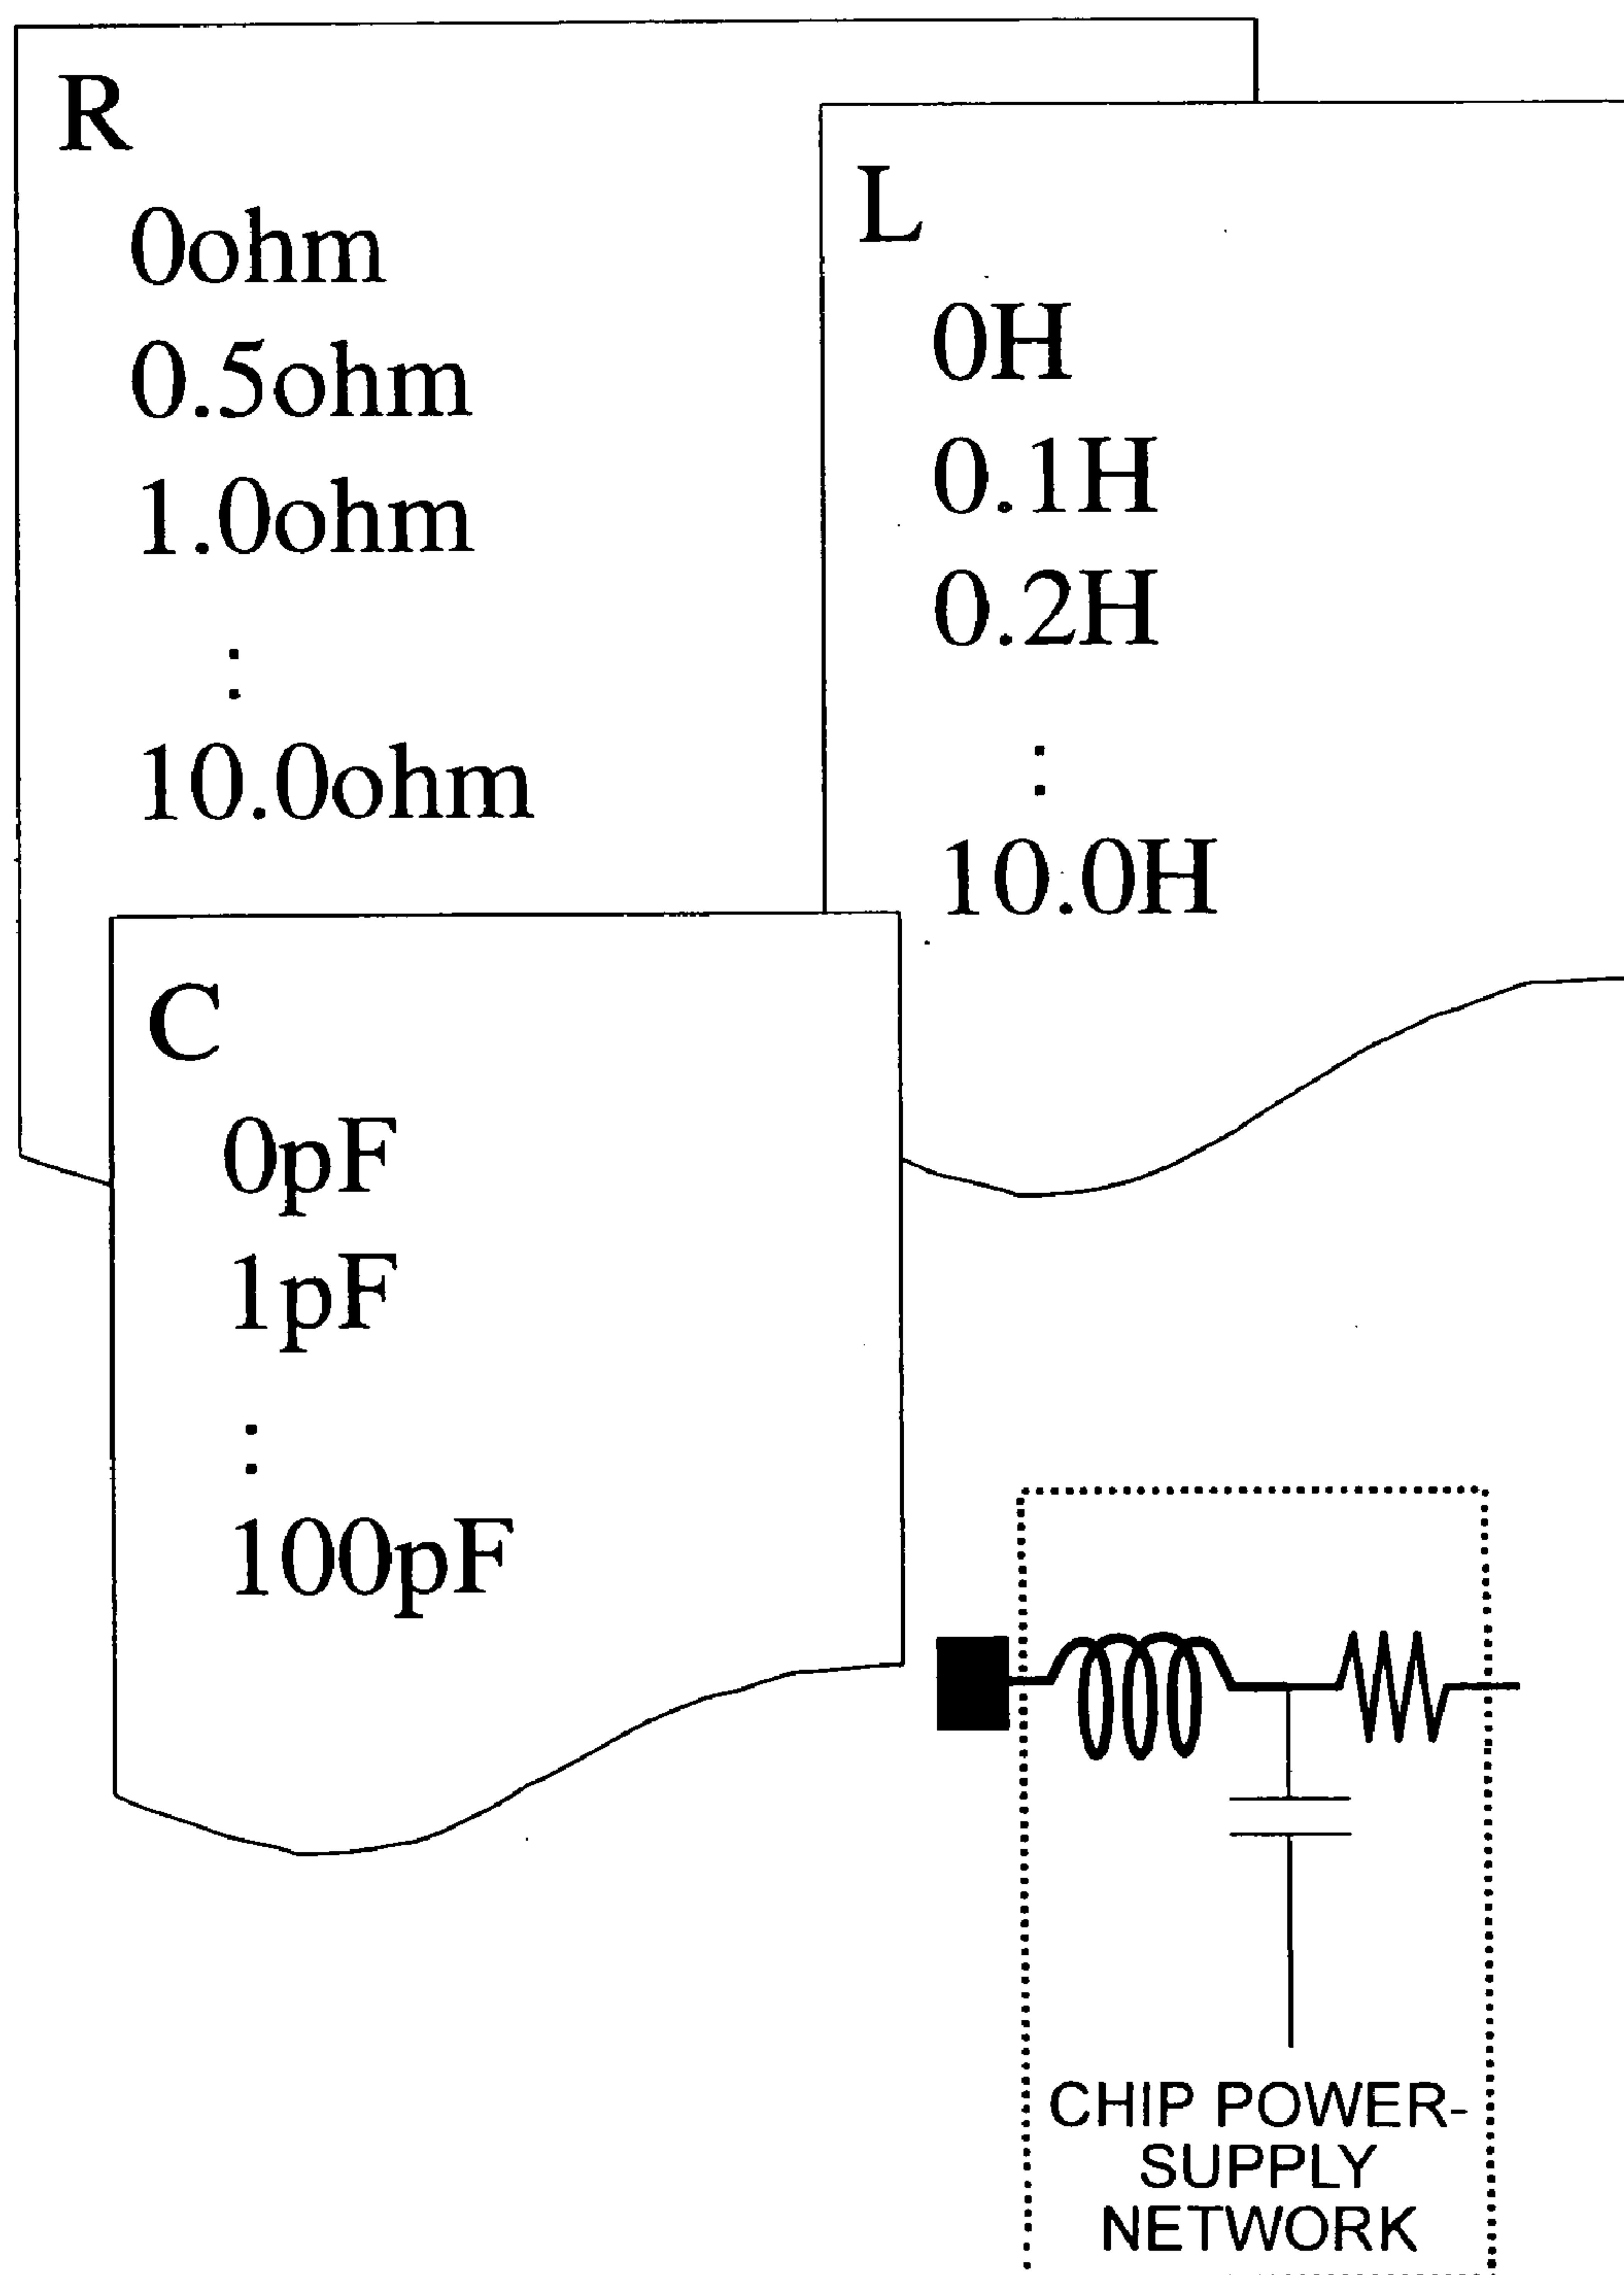 R
0ohm
0.5ohm
1.0ohm
:
10.0ohm
L
0H
0.1H
0.2H
:
10.0H
C
0pF
1pF
:
100pF
CHIP POWER-
SUPPLY
NETWORK